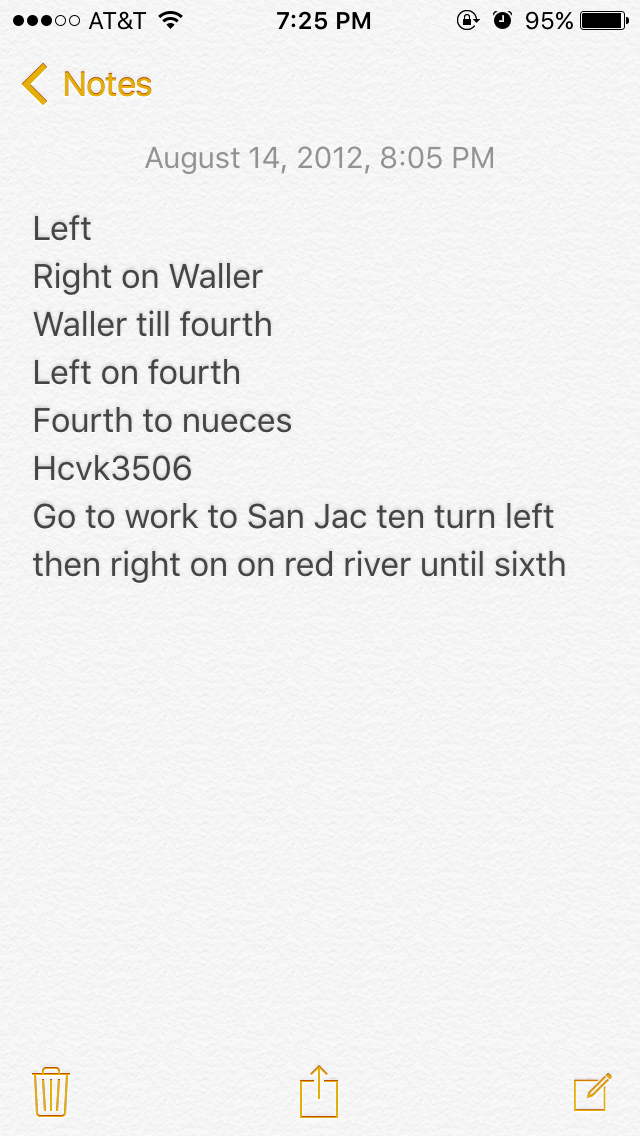 AT&T 7:25 PM 95%
Notes
August 14, 2012, 8:05 PM
Left
Right on Waller
Waller till fourth
Left on fourth
Fourth to nueces
Hcvk3506
Go to work to San Jac ten turn left
then right on on red river until sixth